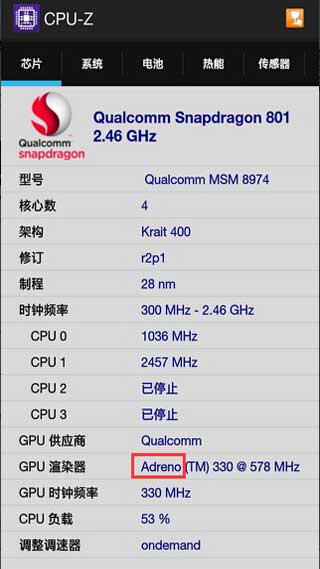 CPU-Z
芯片 系统 电池 热能 传感器
Qualcomm Snapdragon 801
2.46 GHz
Qualcomm
snapdragon
型号 Qualcomm MSM 8974
核心数 4
架构 Krait 400
修订 r2p1
制程 28 nm
时钟频率 300 MHz - 2.46 GHz
CPU 0 1036 MHz
CPU 1 2457 MHz
CPU 2 已停止
CPU 3 已停止
GPU 供应商 Qualcomm
GPU 渲染器 Adreno (TM) 330 @ 578 MHz
GPU 时钟频率 330 MHz
CPU 负载 53 %
调整调速器 ondemand